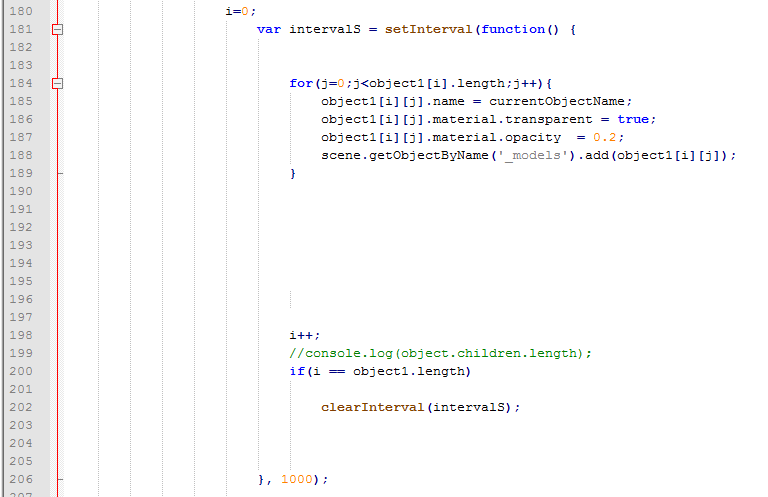 180 i=0;
181 var intervalS = setInterval(function() {
182
183
184 for(j=0;j<object1[i].length;j++){
185 object1[i][j].name = currentObjectName;
186 object1[i][j].material.transparent = true;
187 object1[i][j].material.opacity  = 0.2;
188 scene.getObjectByName('_models').add(object1[i][j]);
189 }
190
191
192
193
194
195
196
197
198 i++;
199 //console.log(object.children.length);
200 if(i == object1.length)
201
202 clearInterval(intervalS);
203
204
205
206 }, 1000);
207